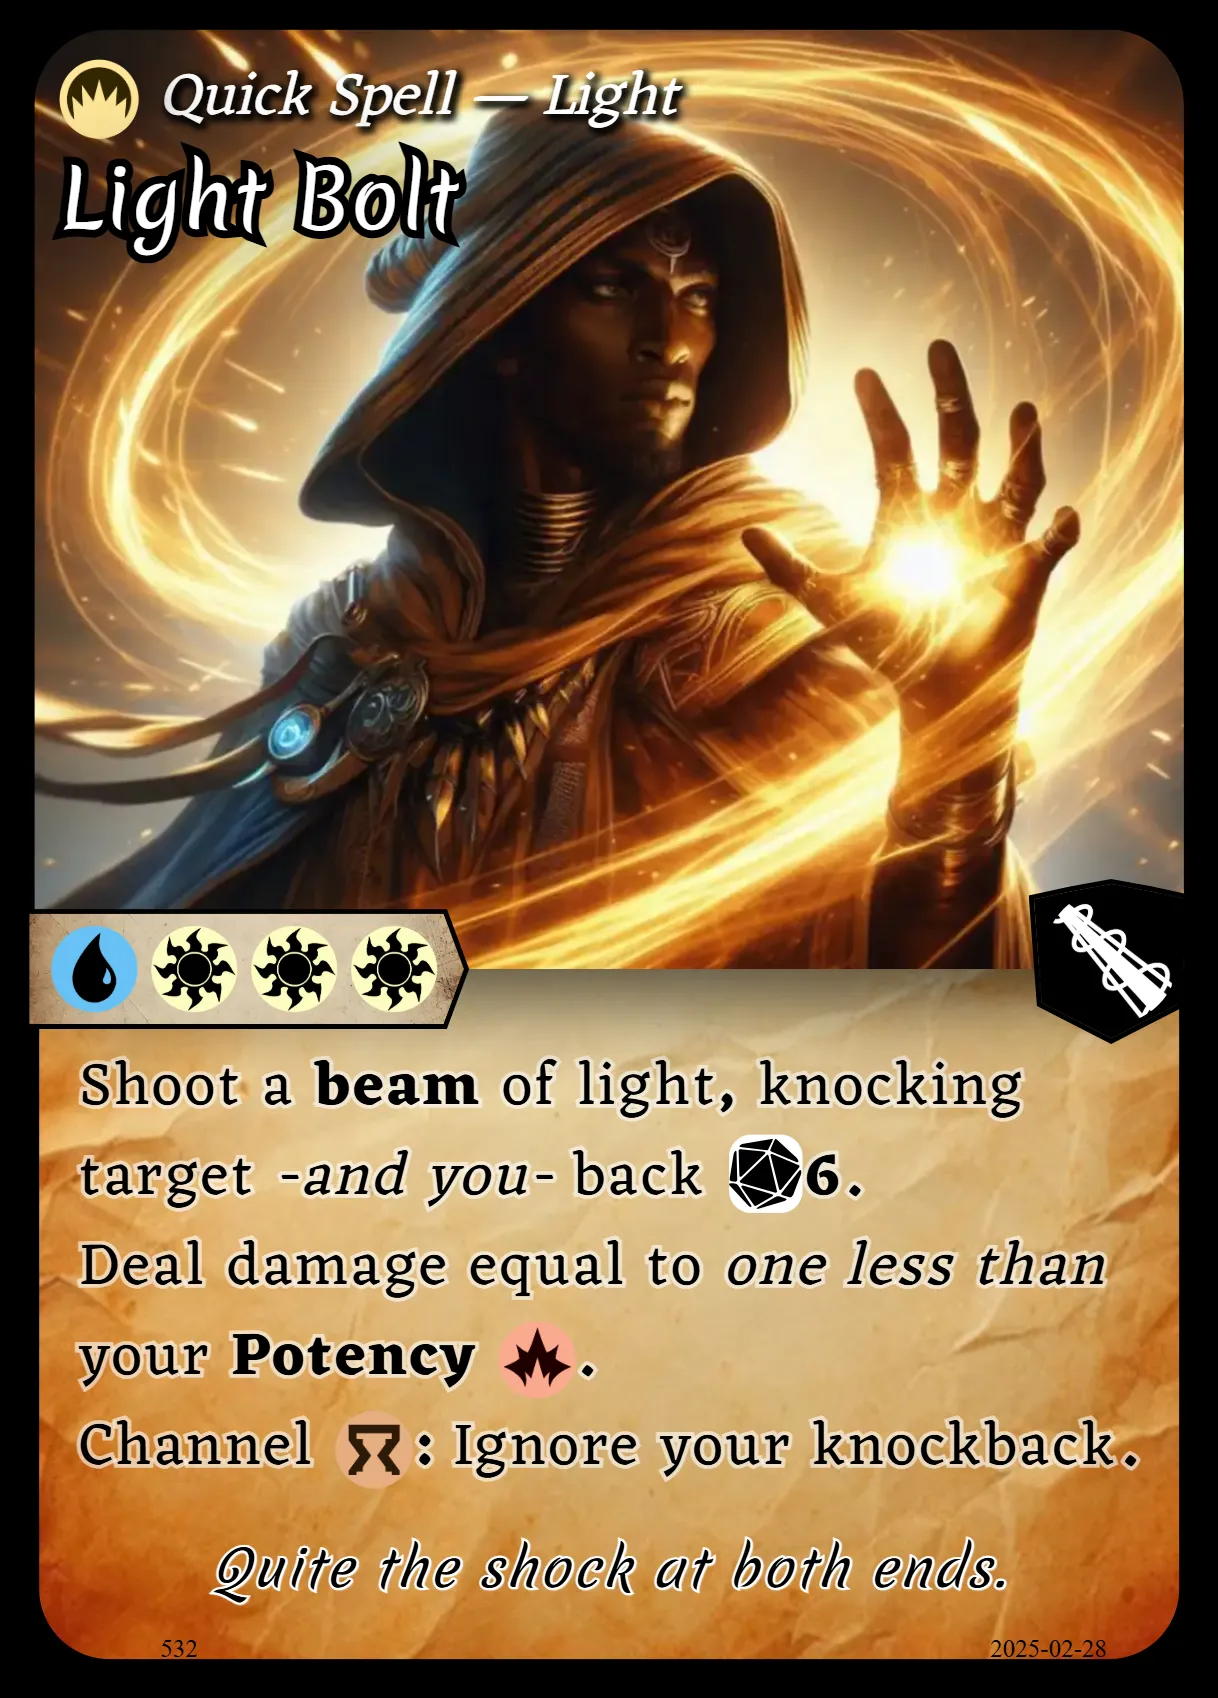 Quick Spell — Light
Light Bolt
Shoot a beam of light, knocking
target -and you- back 6.
Deal damage equal to one less than
your Potency .
Channel : Ignore your knockback.
Quite the shock at both ends.
532
2025-02-28